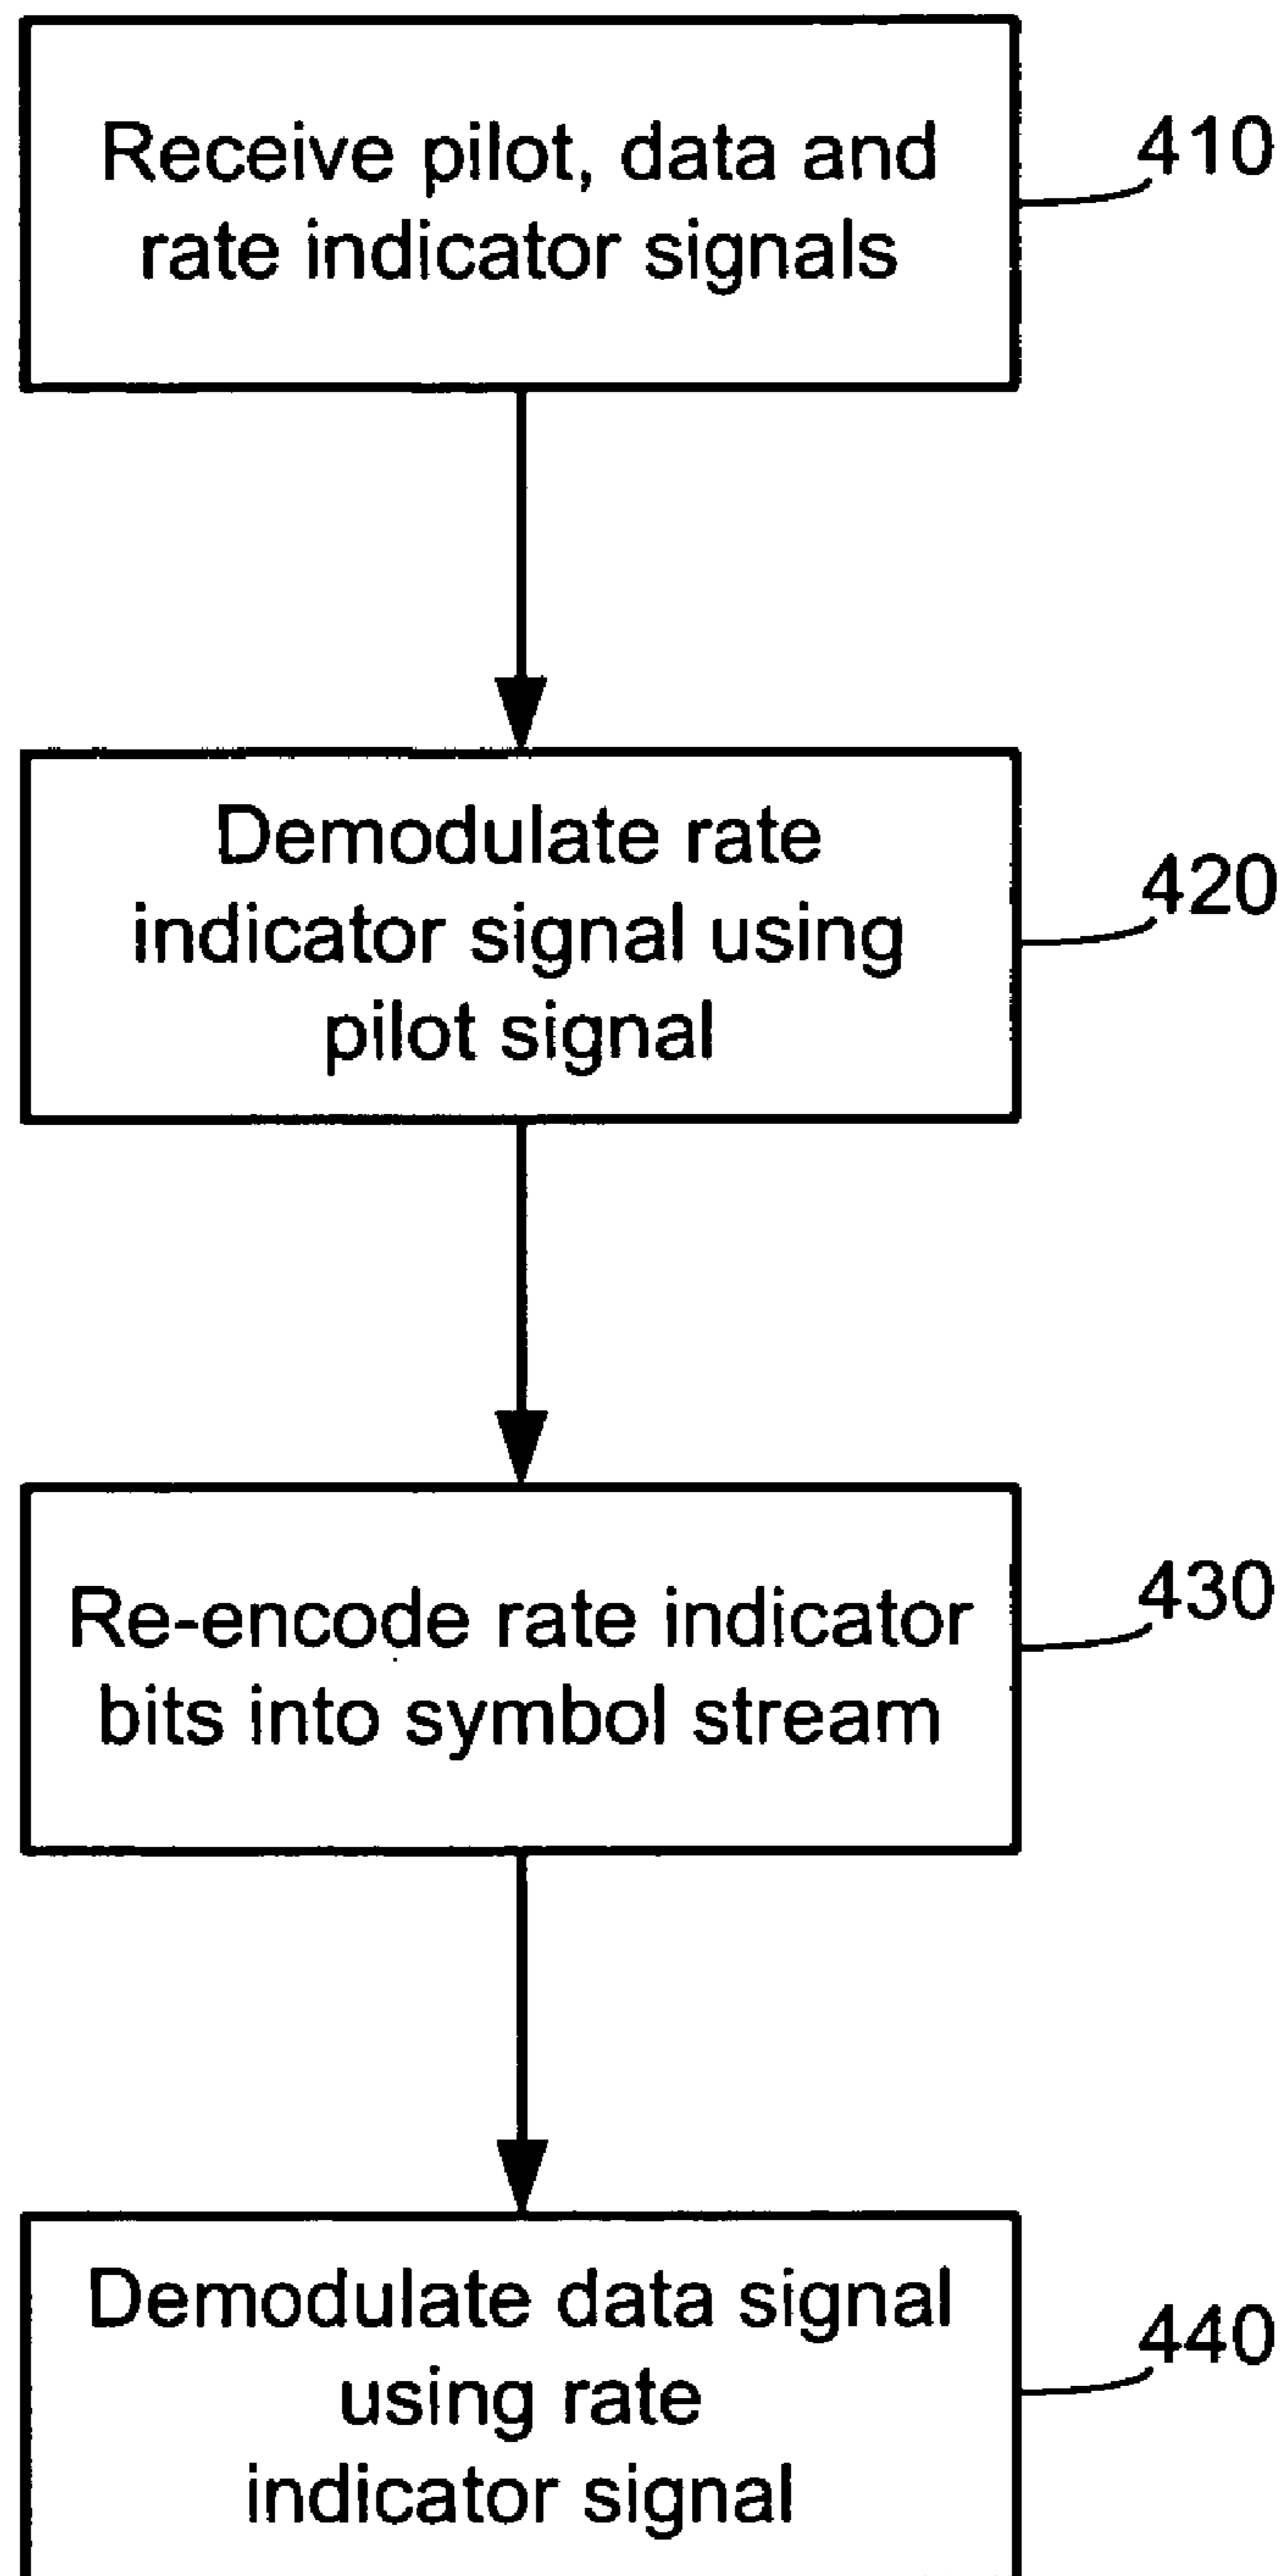 Receive pilot, data and
rate indicator signals
410
Demodulate rate
indicator signal using
pilot signal
420
Re-encode rate indicator
bits into symbol stream
430
Demodulate data signal
using rate
indicator signal
440